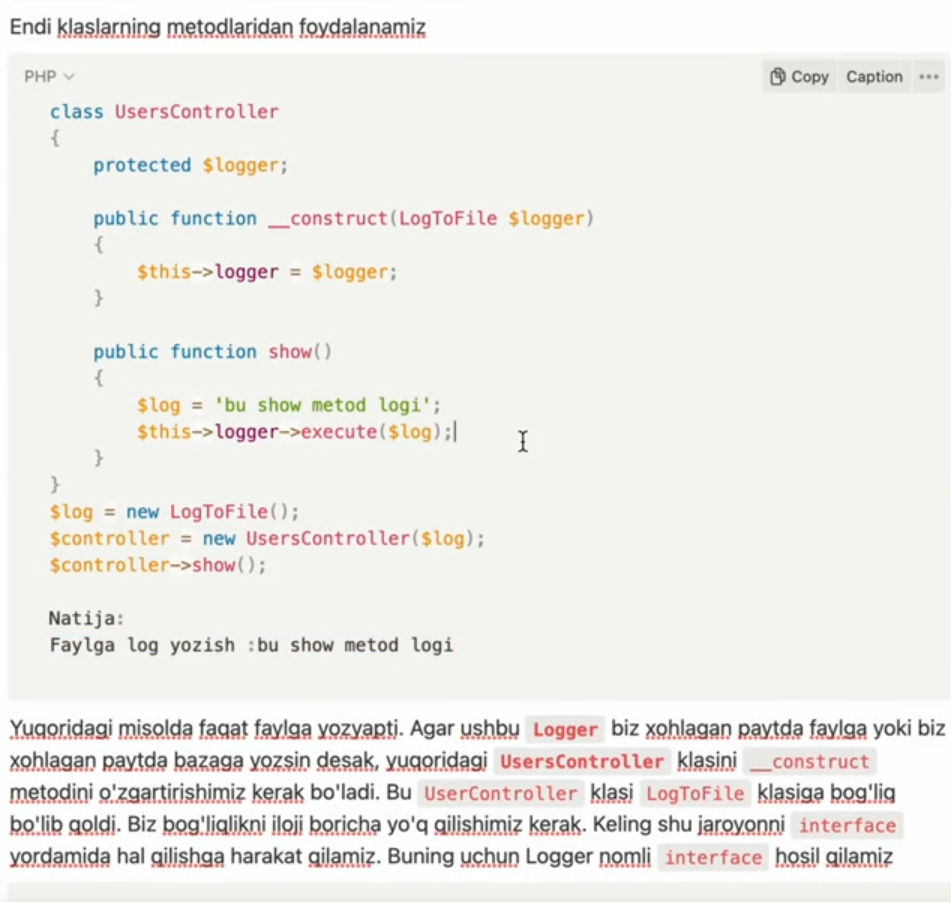 Endi klaslarning metodlaridan foydalanamiz
PHP
Copy Caption
class UsersController
{
    protected $logger;

    public function __construct(LogToFile $logger)
    {
        $this->logger = $logger;
    }

    public function show()
    {
        $log = 'bu show metod logi';
        $this->logger->execute($log);
    }
}
$log = new LogToFile();
$controller = new UsersController($log);
$controller->show();

Natija:
Faylga log yozish :bu show metod logi
Yuqoridagi misolda faqat faylga yozyapti. Agar ushbu Logger biz xohlagan paytda faylga yoki biz
xohlagan paytda bazaga yozsin desak, yuqoridagi UsersController klasini __construct
metodini o'zgartirishimiz kerak bo'ladi. Bu UserController klasi LogToFile klasiga bog'liq
bo'lib qoldi. Biz bog'liqlikni iloji boricha yo'q qilishimiz kerak. Keling shu jaroyonni interface
yordamida hal qilishga harakat qilamiz. Buning uchun Logger nomli interface hosil qilamiz